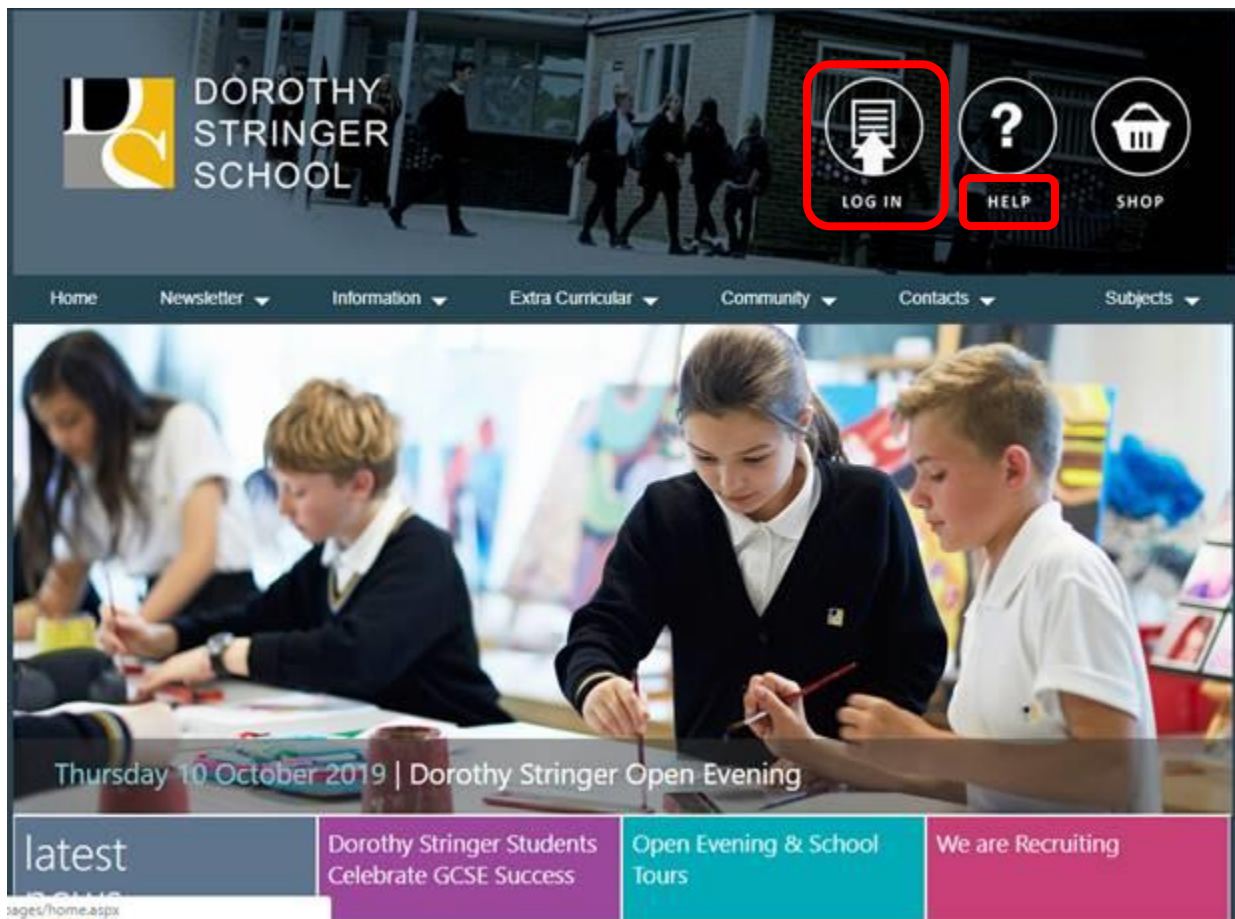 DOROTHY
STRINGER
SCHOOL
LOG IN
HELP
SHOP
Home Newsletter Information Extra Curricular Community Contacts Subjects
Thursday 10 October 2019 | Dorothy Stringer Open Evening
latest
news
Dorothy Stringer Students
Celebrate GCSE Success
Open Evening & School
Tours
We are Recruiting
pages/home.aspx